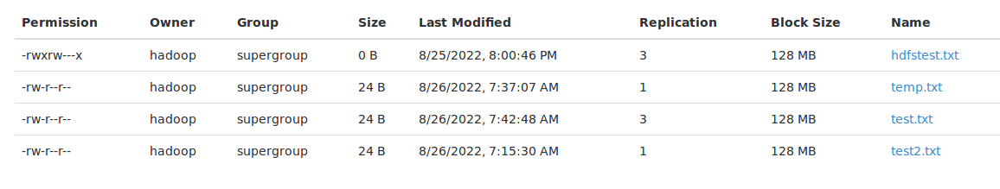 Permission Owner Group Size Last Modified Replication Block Size Name
-rwxrw---x hadoop supergroup 0 B 8/25/2022, 8:00:46 PM 3 128 MB hdfstest.txt
-rw-r--r-- hadoop supergroup 24 B 8/26/2022, 7:37:07 AM 1 128 MB temp.txt
-rw-r--r-- hadoop supergroup 24 B 8/26/2022, 7:42:48 AM 3 128 MB test.txt
-rw-r--r-- hadoop supergroup 24 B 8/26/2022, 7:15:30 AM 1 128 MB test2.txt